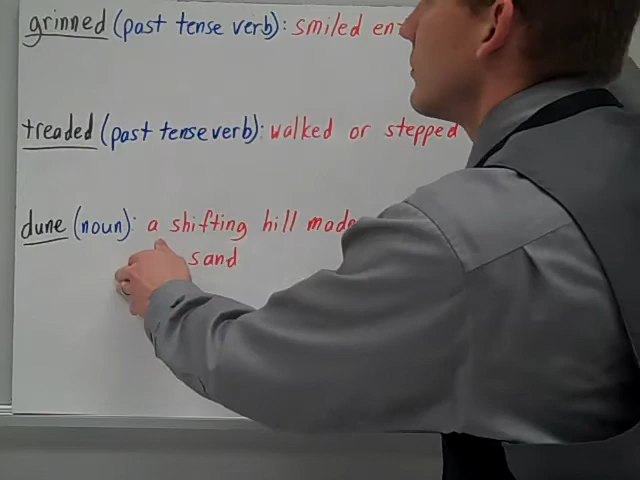 grinned (past tense verb): smiled
treaded (past tense verb): walked or stepped
dune (noun): a shifting hill made
sand